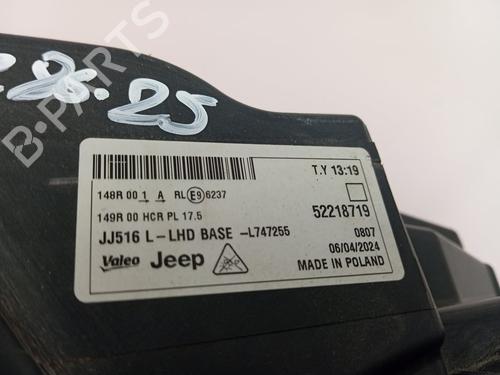 25.25
B-PARTS
T.Y 13:19
148R 00 1 A RL E9 6237
149R 00 HCR PL 17.5
52218719
JJ516 L-LHD BASE -L747255
0807
06/04/2024
Valeo Jeep
MADE IN POLAND